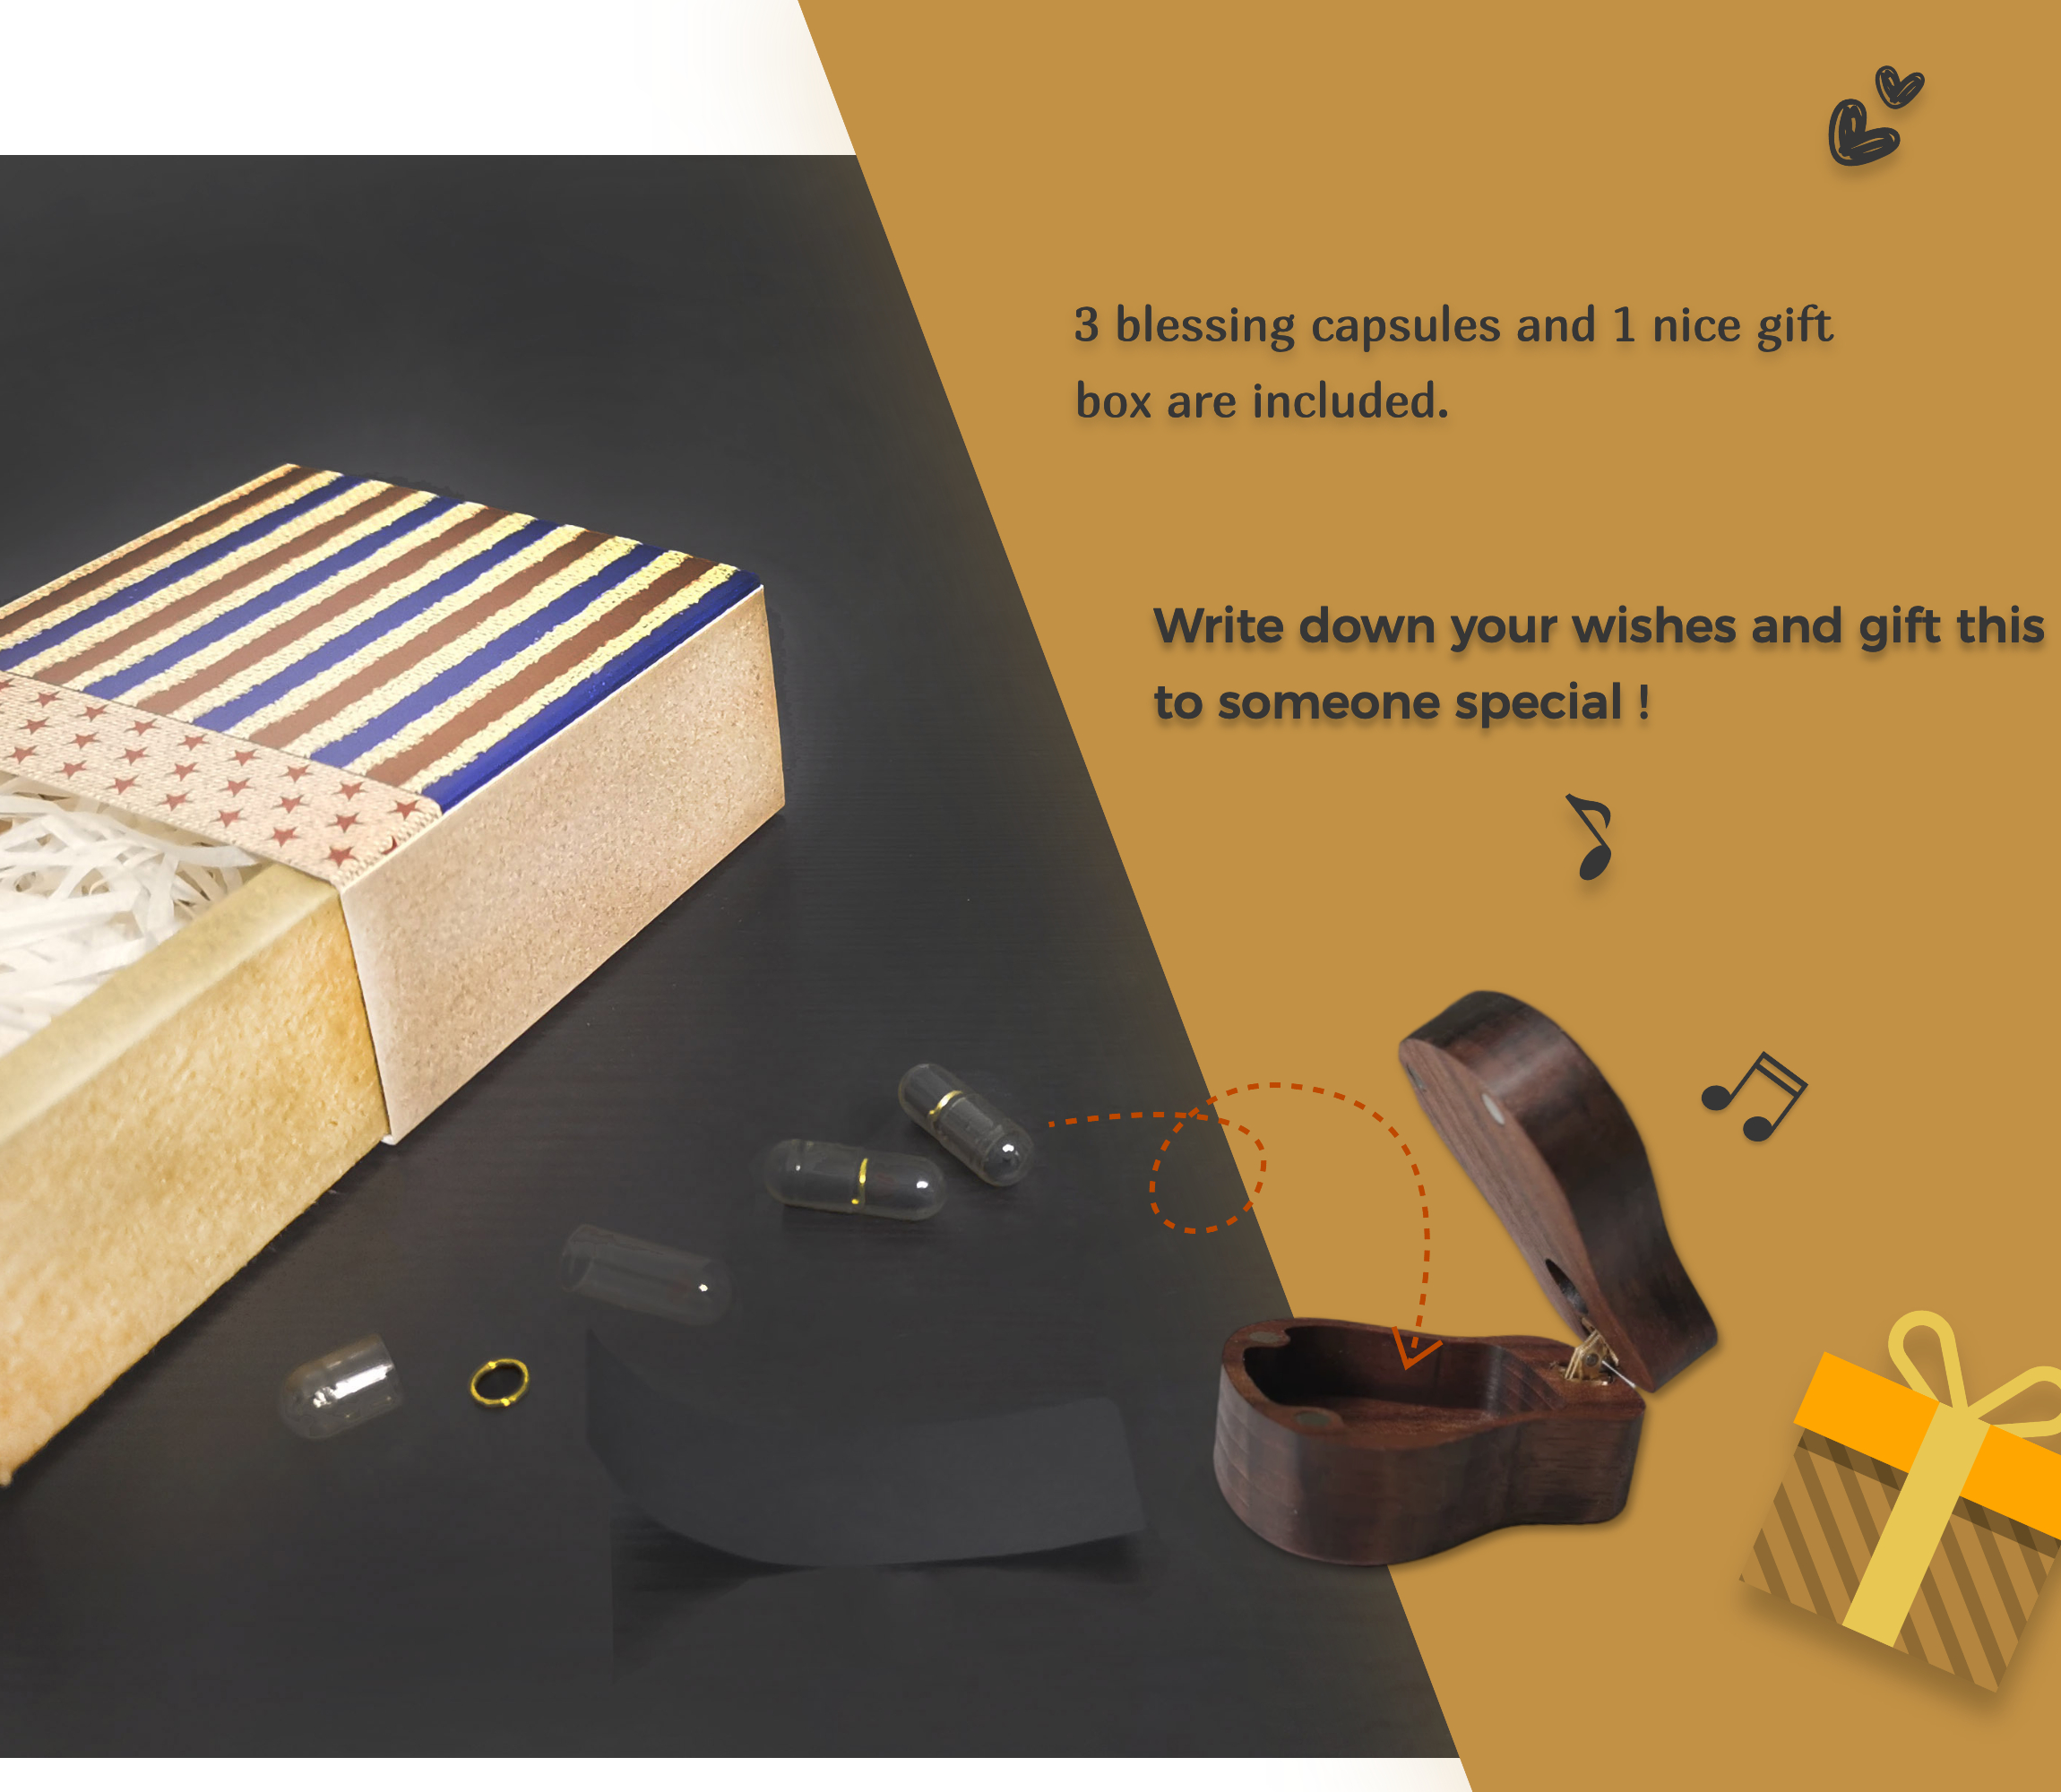 3 blessing capsules and 1 nice gift
box are included.
Write down your wishes and gift this
to someone special !